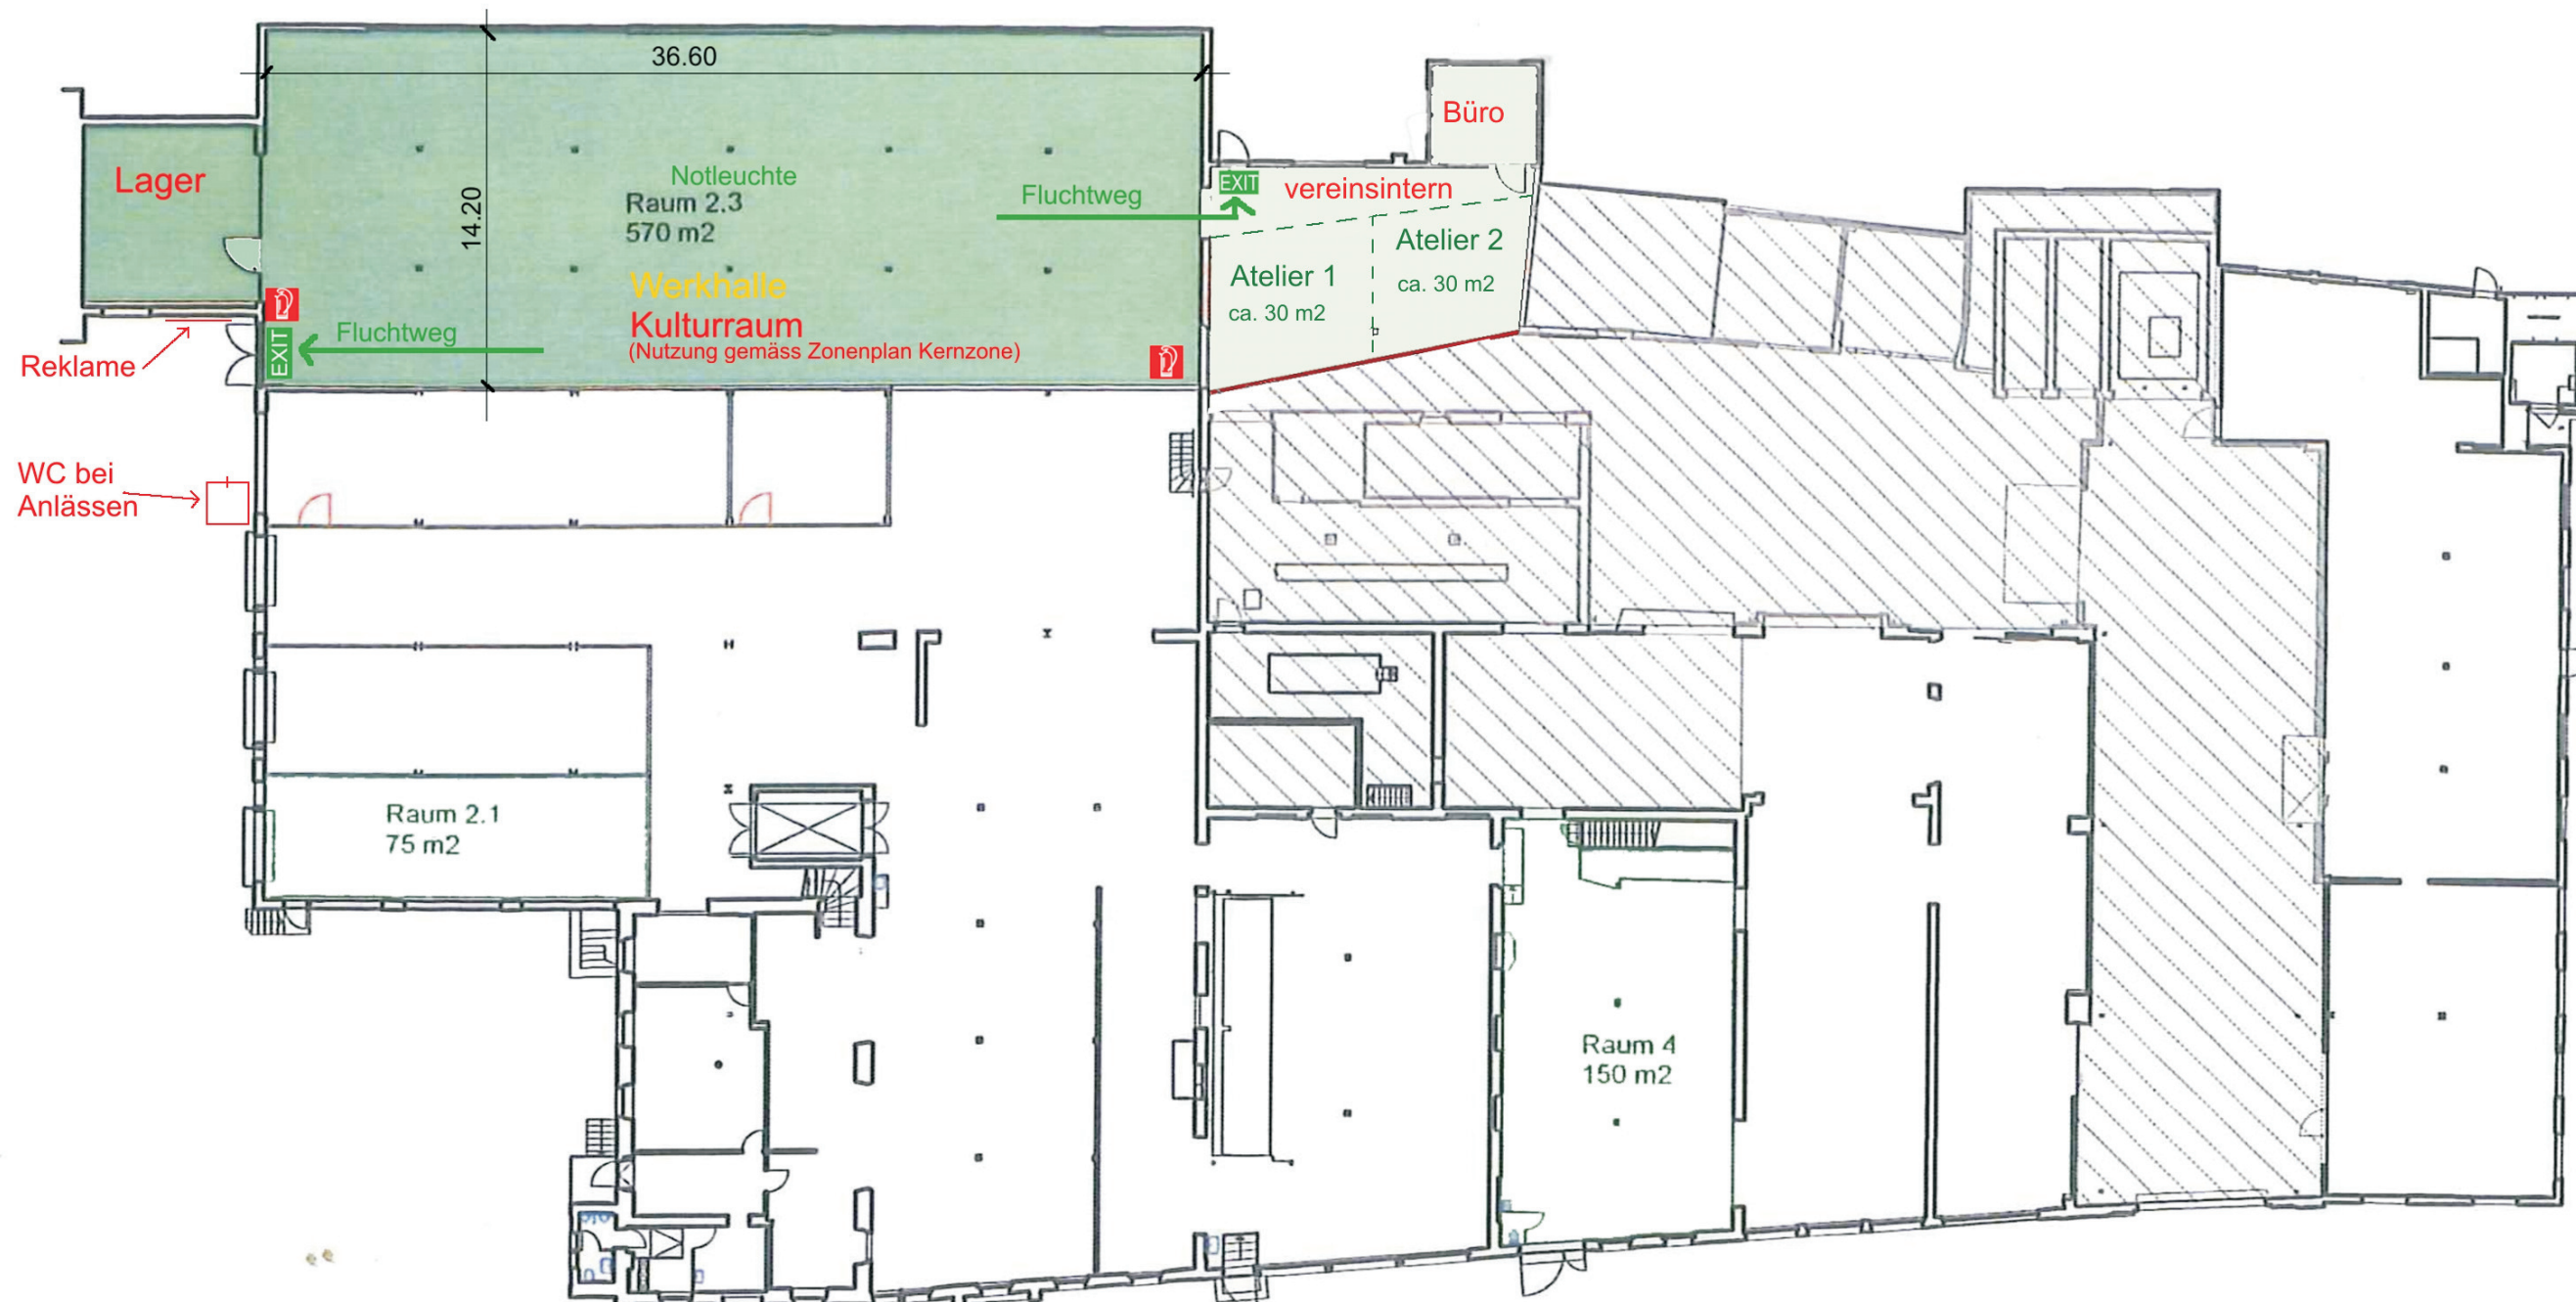 36.60
Büro
Lager
14.20
Notleuchte
Raum 2.3
570 m2
Fluchtweg
EXIT
vereinsintern
Atelier 2
ca. 30 m2
Atelier 1
ca. 30 m2
Werkhalle
Kulturraum
(Nutzung gemäss Zonenplan Kernzone)
Fluchtweg
EXIT
Reklame
WC bei
Anlässen
Raum 2.1
75 m2
Raum 4
150 m2